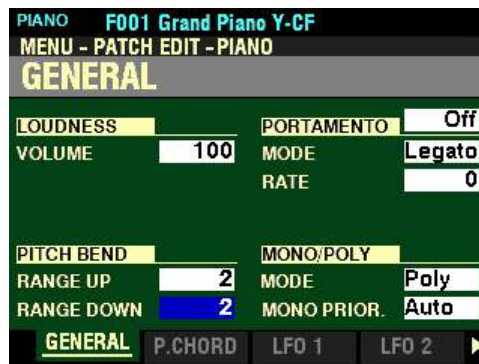 PIANO F001 Grand Piano Y-CF
MENU - PATCH EDIT -PIANO
GENERAL
LOUDNESS
VOLUME 100
PORTAMENTO Off
MODE Legato
RATE 0
PITCH BEND
RANGE UP 2
RANGE DOWN 2
MONO/POLY
MODE Poly
MONO PRIOR. Auto
GENERAL P.CHORD LFO 1 LFO 2